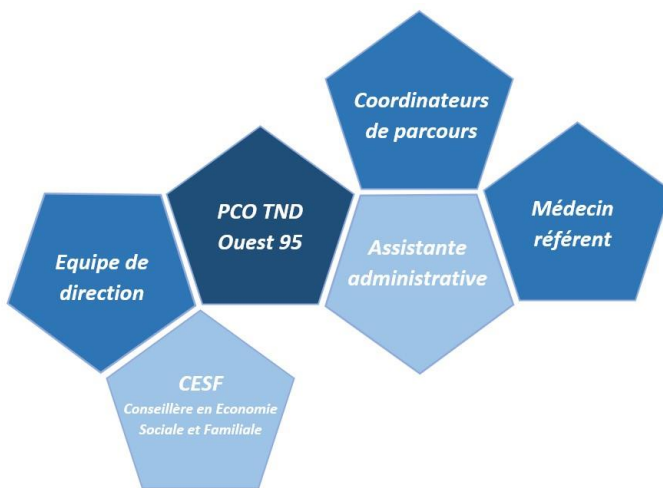 Coordinateurs
de parcours
PCO TND
Ouest 95
Médecin
référent
Assistante
administrative
Equipe de
direction
CESF
Conseillère en Economie
Sociale et Familiale